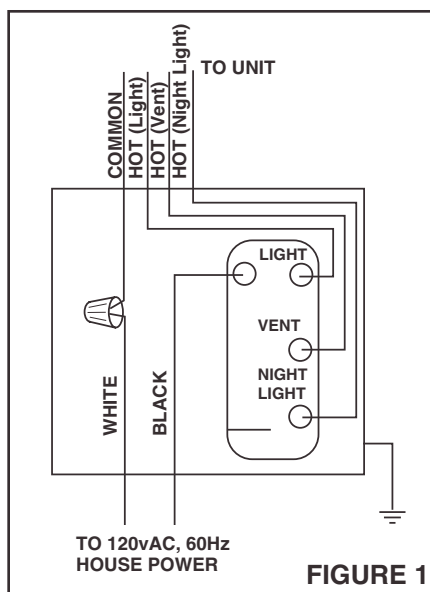 COMMON
HOT (Light)
HOT (Vent)
HOT (Night Light)
TO UNIT
LIGHT
VENT
NIGHT
LIGHT
WHITE
BLACK
TO 120vAC, 60Hz
HOUSE POWER
FIGURE 1